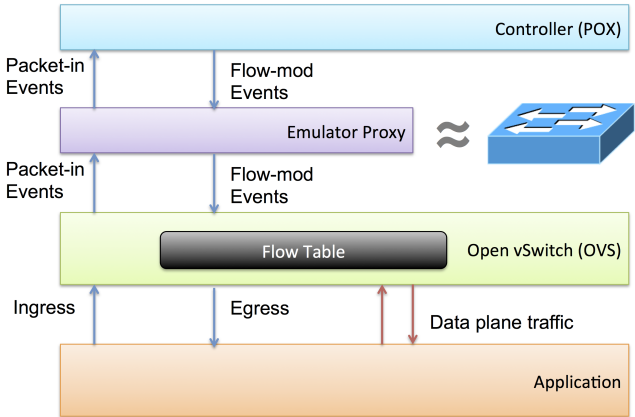 Controller (POX)
Packet-in
Events
Flow-mod
Events
Emulator Proxy
≈
Packet-in
Events
Flow-mod
Events
Flow Table
Open vSwitch (OVS)
Ingress
Egress
Data plane traffic
Application